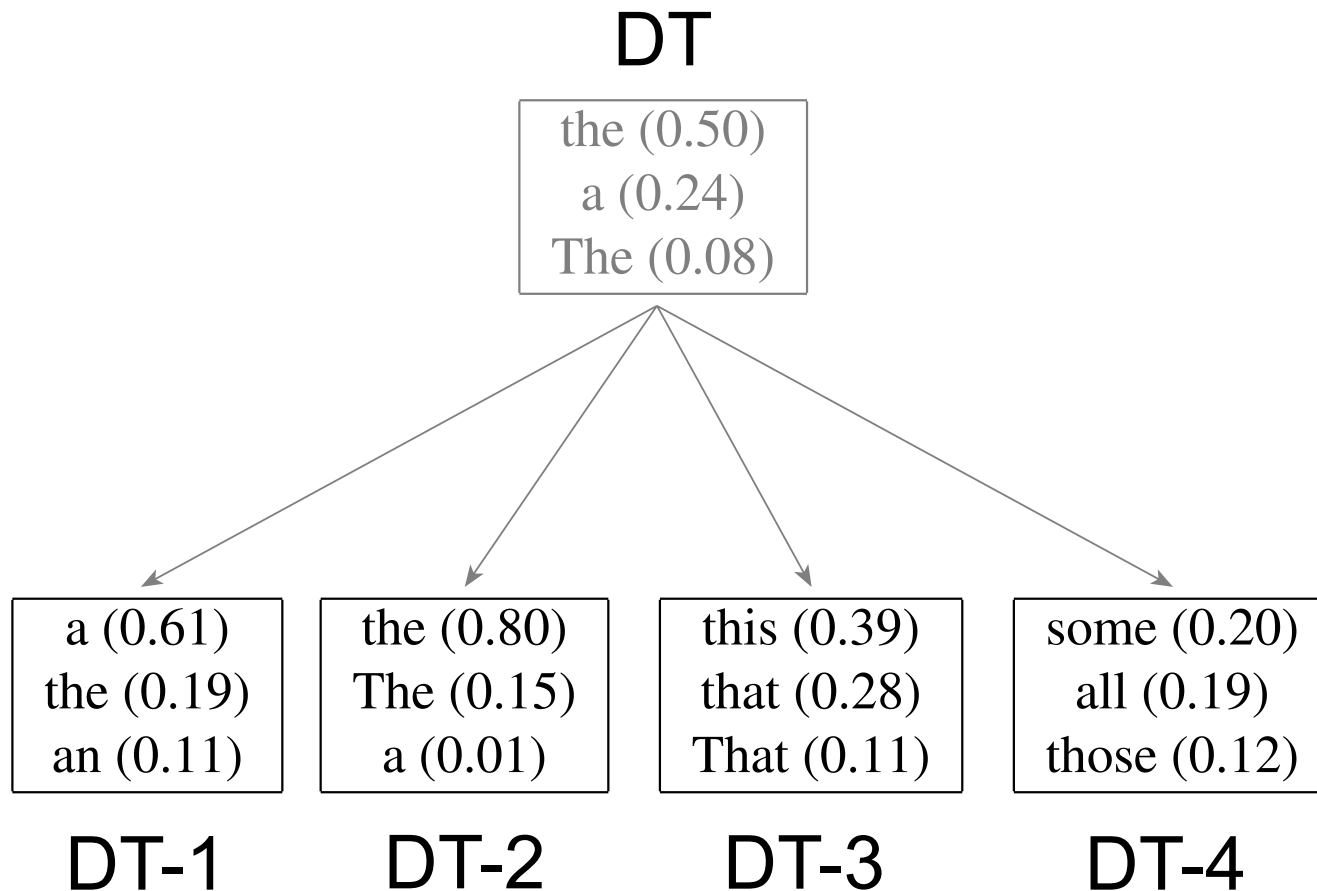 DT
the (0.50)
a (0.24)
The (0.08)
a (0.61)
the (0.19)
an (0.11)
DT-1
the (0.80)
The (0.15)
a (0.01)
DT-2
this (0.39)
that (0.28)
That (0.11)
DT-3
some (0.20)
all (0.19)
those (0.12)
DT-4